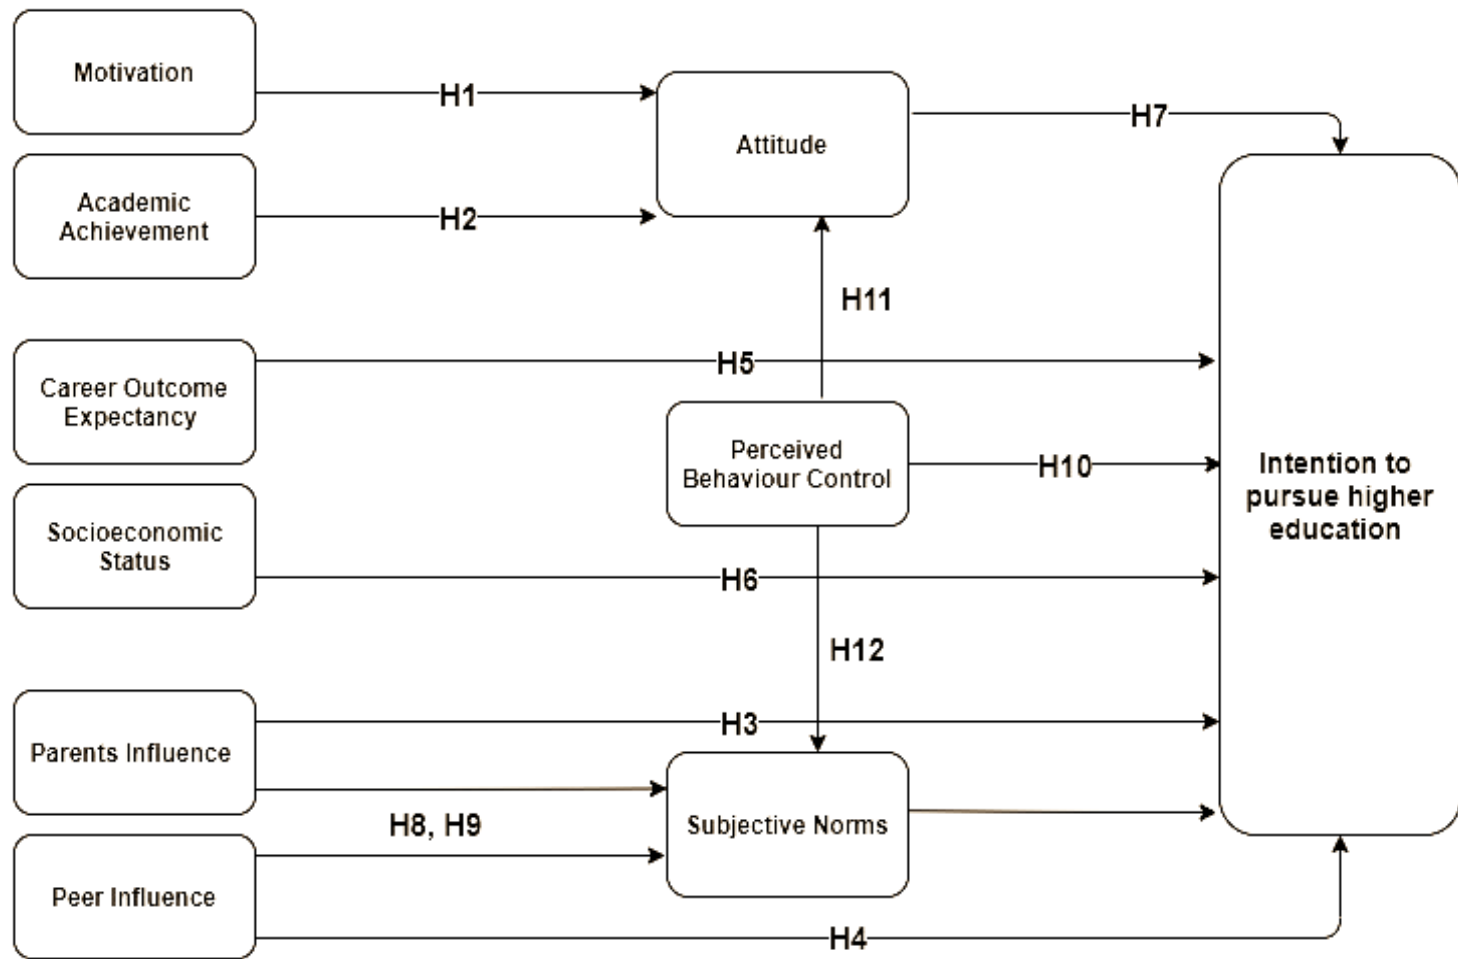 Motivation
H1
Attitude
H7
Academic
Achievement
H2
H11
Career Outcome
Expectancy
H5
Perceived
Behaviour Control
H10
Intention to
pursue higher
education
Socioeconomic
Status
H6
H12
Parents Influence
H3
H8, H9
Subjective Norms
Peer Influence
H4